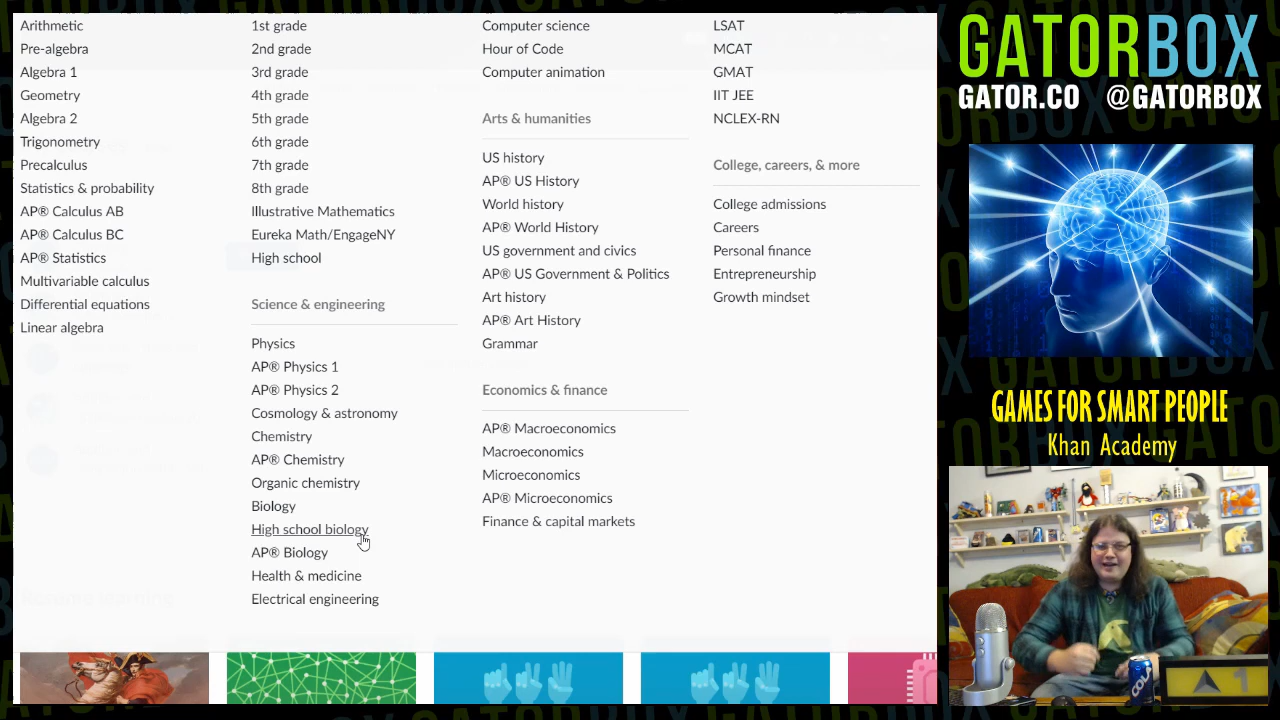 Arithmetic
Pre-algebra
Algebra 1
Geometry
Algebra 2
Trigonometry
Precalculus
Statistics & probability
AP® Calculus AB
AP® Calculus BC
AP® Statistics
Multivariable calculus
Differential equations
Linear algebra
1st grade
2nd grade
3rd grade
4th grade
5th grade
6th grade
7th grade
8th grade
Illustrative Mathematics
Eureka Math/EngageNY
High school
Science & engineering
Physics
AP® Physics 1
AP® Physics 2
Cosmology & astronomy
Chemistry
AP® Chemistry
Organic chemistry
Biology
High school biology
AP® Biology
Health & medicine
Electrical engineering
Computer science
Hour of Code
Computer animation
Arts & humanities
US history
AP® US History
World history
AP® World History
US government and civics
AP® US Government & Politics
Art history
AP® Art History
Grammar
Economics & finance
AP® Macroeconomics
Macroeconomics
Microeconomics
AP® Microeconomics
Finance & capital markets
LSAT
MCAT
GMAT
IIT JEE
NCLEX-RN
College, careers, & more
College admissions
Careers
Personal finance
Entrepreneurship
Growth mindset
GATORBOX
GATOR.CO @GATORBOX
GAMES FOR SMART PEOPLE
Khan Academy